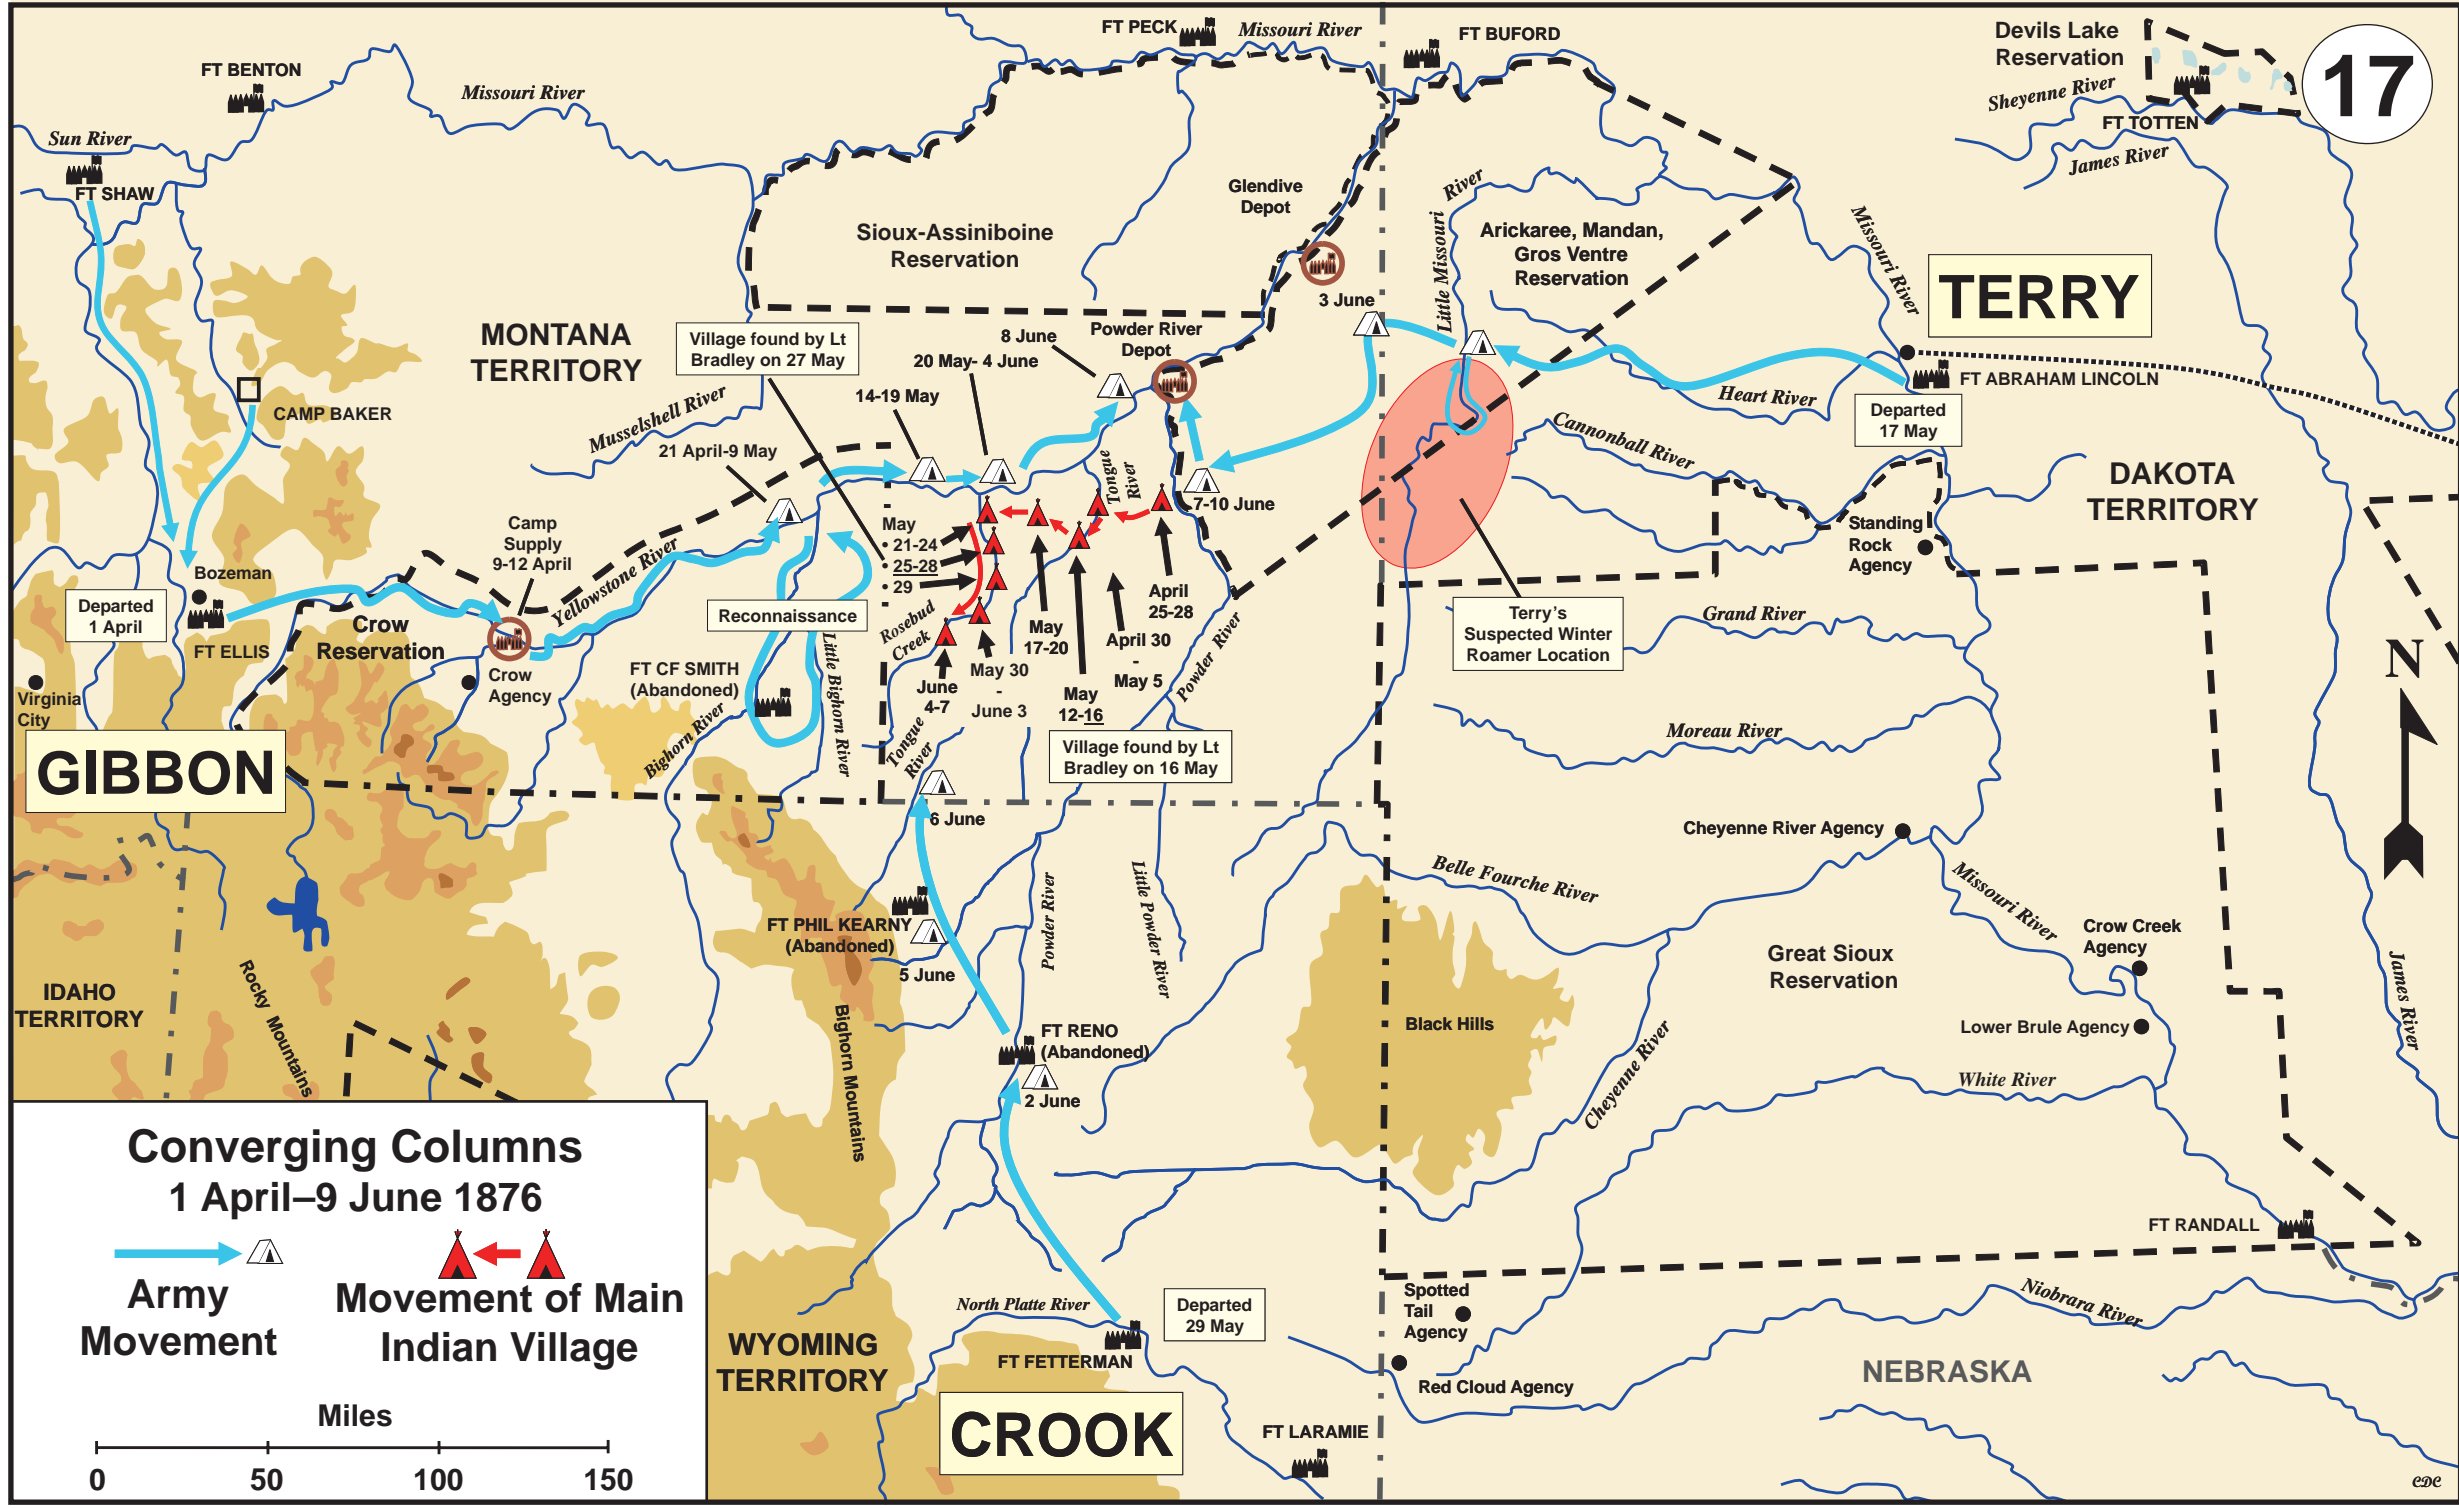 17
FT PECK
Missouri River
FT BUFORD
Devils Lake
Reservation
Sheyenne River
FT TOTTEN
James River
FT BENTON
Missouri River
Sun River
FT SHAW
Glendive
Depot
Little Missouri
River
Arickaree, Mandan,
Gros Ventre
Reservation
Missouri River
TERRY
Sioux-Assiniboine
Reservation
3 June
MONTANA
TERRITORY
Village found by Lt
Bradley on 27 May
8 June
20 May- 4 June
14-19 May
Powder River
Depot
FT ABRAHAM LINCOLN
Heart River
Departed
17 May
CAMP BAKER
Musselshell River
21 April-9 May
Cannonball River
DAKOTA
TERRITORY
Tongue
River
7-10 June
Standing
Rock
Agency
May
• 21-24
• 25-28
• 29
Camp
Supply
9-12 April
Bozeman
Departed
1 April
FT ELLIS
Virginia
City
Crow
Reservation
Yellowstone River
Crow
Agency
Reconnaissance
FT CF SMITH
(Abandoned)
Bighorn River
Little Bighorn River
Rosebud
Creek
June
4-7
May 30
-
June 3
May
17-20
May
12-16
April 30
-
May 5
April
25-28
Powder River
Terry's
Suspected Winter
Roamer Location
Grand River
N
Moreau River
GIBBON
Tongue
River
Village found by Lt
Bradley on 16 May
6 June
Cheyenne River Agency
Belle Fourche River
Missouri River
Crow Creek
Agency
Great Sioux
Reservation
Lower Brule Agency
James River
FT PHIL KEARNY
(Abandoned)
5 June
Powder River
Little Powder River
IDAHO
TERRITORY
Rocky Mountains
Bighorn Mountains
FT RENO
(Abandoned)
2 June
Black Hills
Cheyenne River
White River
FT RANDALL
Converging Columns
1 April–9 June 1876
Army
Movement
Movement of Main
Indian Village
Miles
0 50 100 150
WYOMING
TERRITORY
North Platte River
Departed
29 May
FT FETTERMAN
CROOK
FT LARAMIE
Spotted
Tail
Agency
Red Cloud Agency
Niobrara River
NEBRASKA
CDC